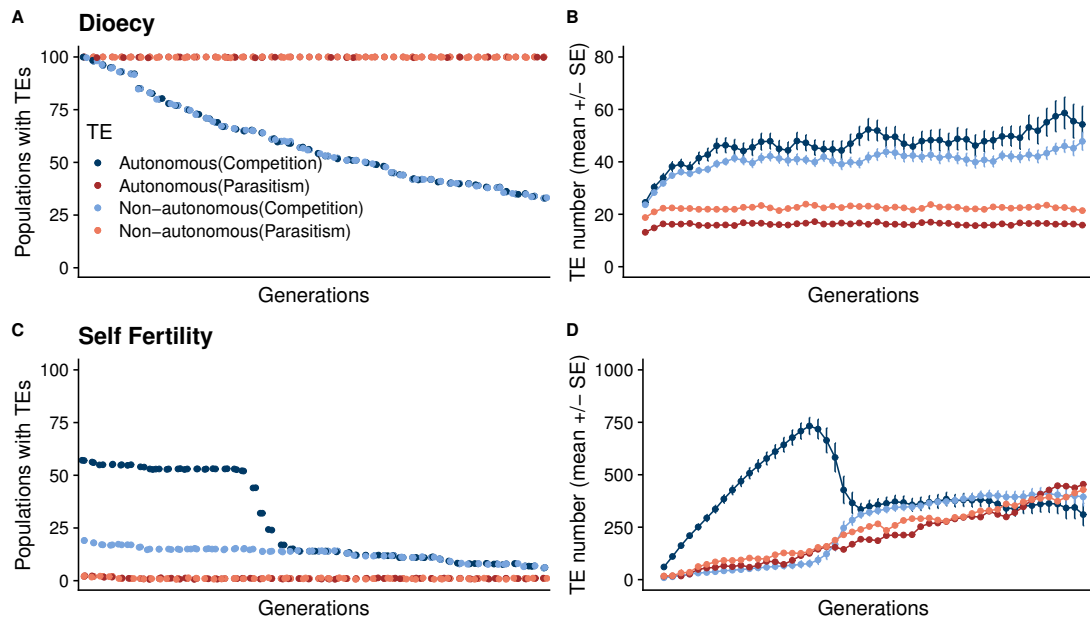 A
Dioecy
Populations with TEs
100
75
50
25
0
TE
Autonomous(Competition)
Autonomous(Parasitism)
Non−autonomous(Competition)
Non−autonomous(Parasitism)
Generations
B
TE number (mean +/− SE)
80
60
40
20
0
Generations
C
Self Fertility
Populations with TEs
100
75
50
25
0
Generations
D
TE number (mean +/− SE)
1000
750
500
250
0
Generations